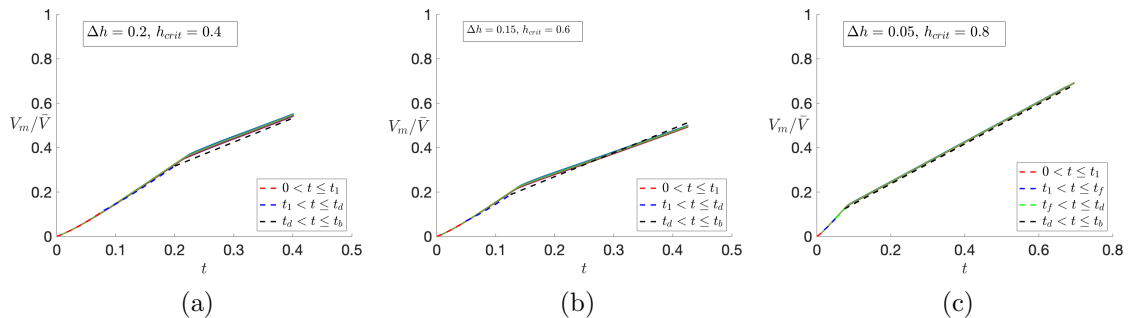 Δh = 0.2, h_crit = 0.4
V_m/V̄
1
0.8
0.6
0.4
0.2
0
0 0.1 0.2 0.3 0.4 0.5
t
0 < t ≤ t_1
t_1 < t ≤ t_d
t_d < t ≤ t_b
(a)
Δh = 0.15, h_crit = 0.6
V_m/V̄
1
0.8
0.6
0.4
0.2
0
0 0.1 0.2 0.3 0.4 0.5
t
0 < t ≤ t_1
t_1 < t ≤ t_d
t_d < t ≤ t_b
(b)
Δh = 0.05, h_crit = 0.8
V_m/V̄
1
0.8
0.6
0.4
0.2
0
0 0.2 0.4 0.6 0.8
t
0 < t ≤ t_1
t_1 < t ≤ t_f
t_f < t ≤ t_d
t_d < t ≤ t_b
(c)